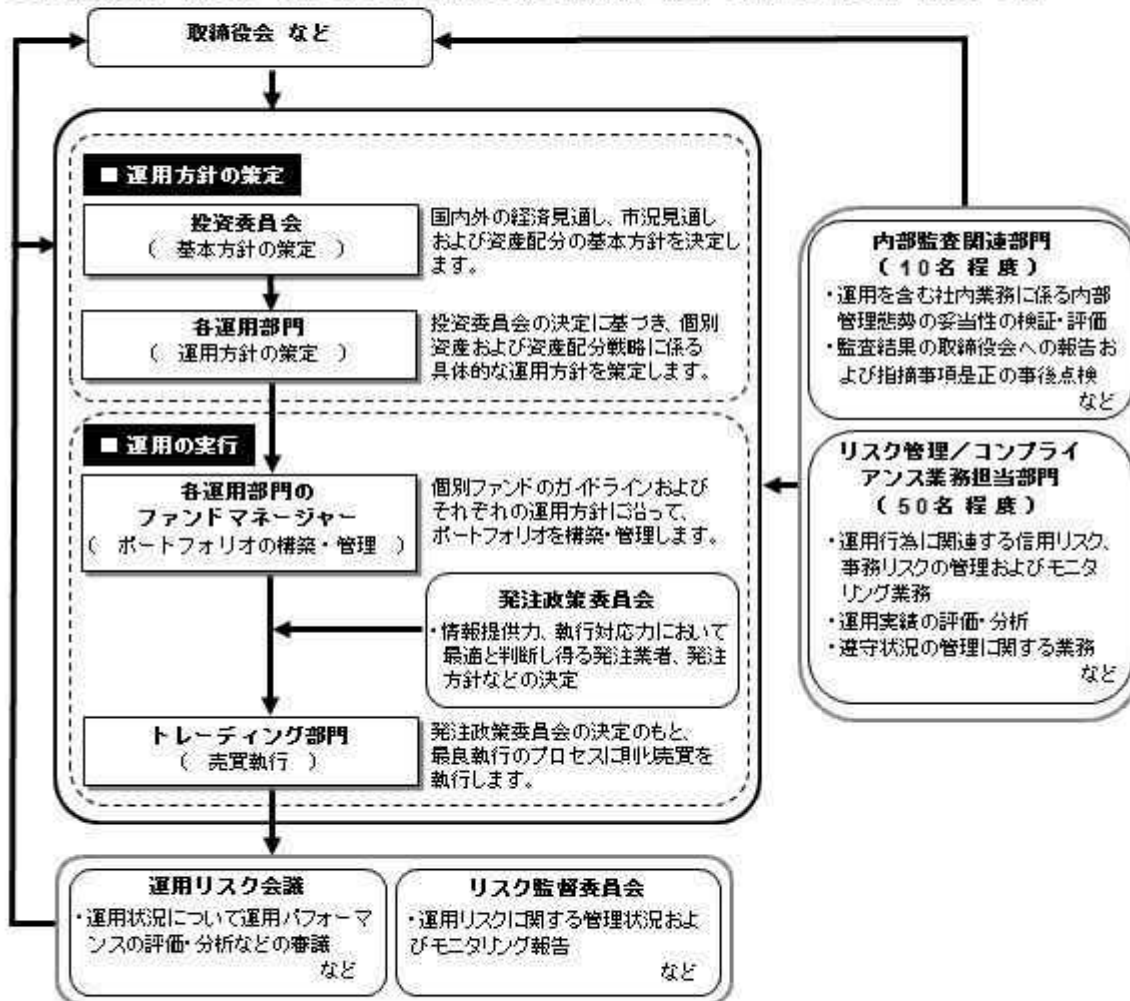 取締役会 など
■ 運用方針の策定
投資委員会
( 基本方針の策定 )
国内外の経済見通し、市況見通し
および資産配分の基本方針を決定し
ます。
各運用部門
( 運用方針の策定 )
投資委員会の決定に基づき、個別
資産および資産配分戦略に係る
具体的な運用方針を策定します。
■ 運用の実行
各運用部門の
ファンドマネージャー
( ポートフォリオの構築・管理 )
個別ファンドのガイドラインおよび
それぞれの運用方針に沿って、
ポートフォリオを構築・管理します。
発注政策委員会
・情報提供力、執行対応力において
最適と判断し得る発注業者、発注
方針などの決定
トレーディング部門
( 売買執行 )
発注政策委員会の決定のもと、
最良執行のプロセスに則り売買を
執行します。
内部監査関連部門
( 10名 程度 )
・運用を含む社内業務に係る内部
管理態勢の妥当性の検証・評価
・監査結果の取締役会への報告お
よび指摘事項是正の事後点検
など
リスク管理/コンプライ
アンス業務担当部門
( 50名 程度 )
・運用行為に関連する信用リスク、
事務リスクの管理およびモニタ
リング業務
・運用実績の評価・分析
・遵守状況の管理に関する業務
など
運用リスク会議
・運用状況について運用パフォーマ
ンスの評価・分析などの審議
など
リスク監督委員会
・運用リスクに関する管理状況およ
びモニタリング報告
など